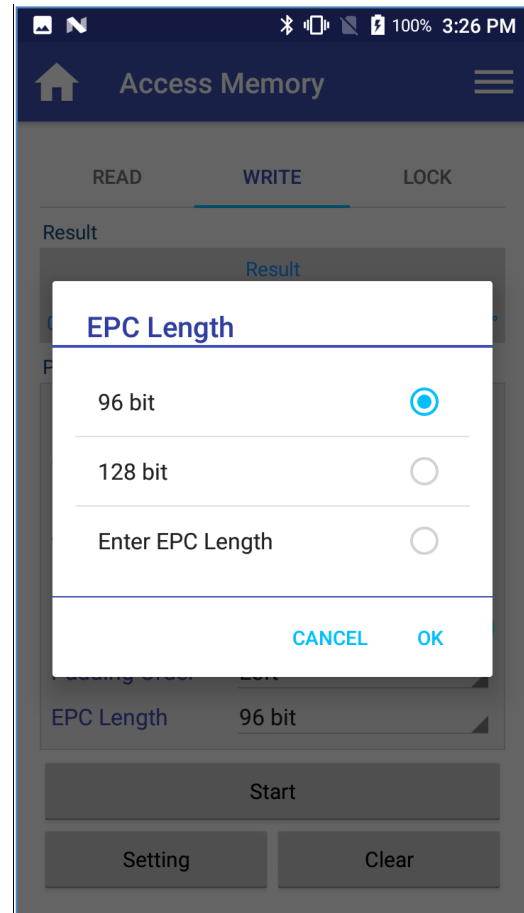 100% 3:26 PM
Access Memory
READ WRITE LOCK
Result
Result
EPC Length
96 bit
128 bit
Enter EPC Length
CANCEL OK
EPC Length 96 bit
Start
Setting Clear